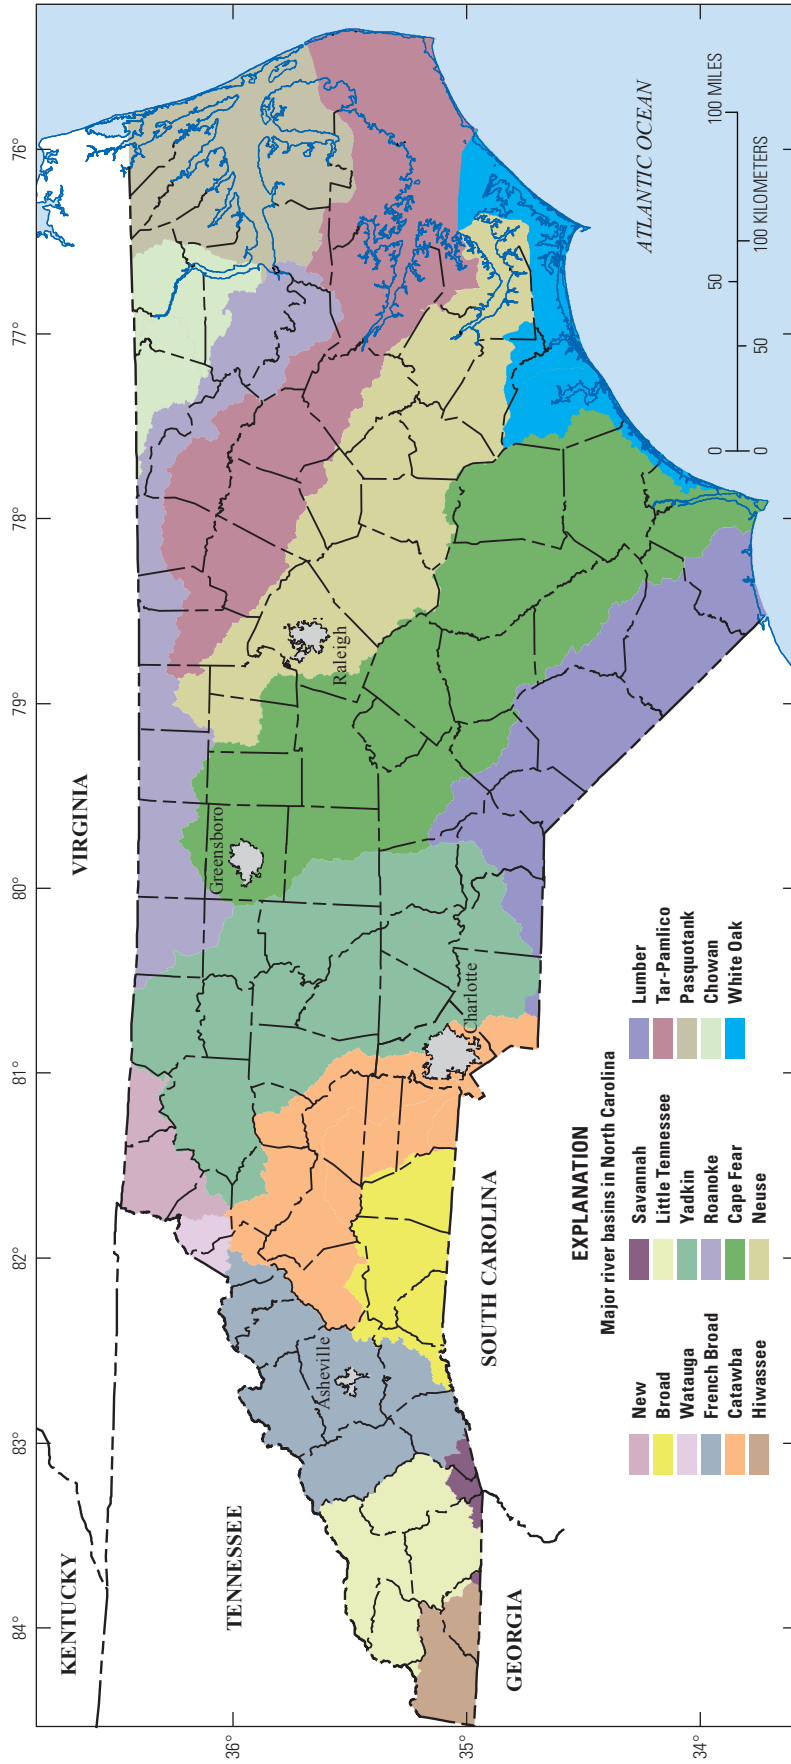 84°
83°
82°
81°
80°
79°
78°
77°
76°
36°
35°
34°
KENTUCKY
VIRGINIA
TENNESSEE
GEORGIA
SOUTH CAROLINA
ATLANTIC OCEAN
Asheville
Charlotte
Greensboro
Raleigh
EXPLANATION
Major river basins in North Carolina
New
Broad
Watauga
French Broad
Catawba
Hiwassee
Savannah
Little Tennessee
Yadkin
Roanoke
Cape Fear
Neuse
Lumber
Tar-Pamlico
Pasquotank
Chowan
White Oak
0 50 100 MILES
0 50 100 KILOMETERS